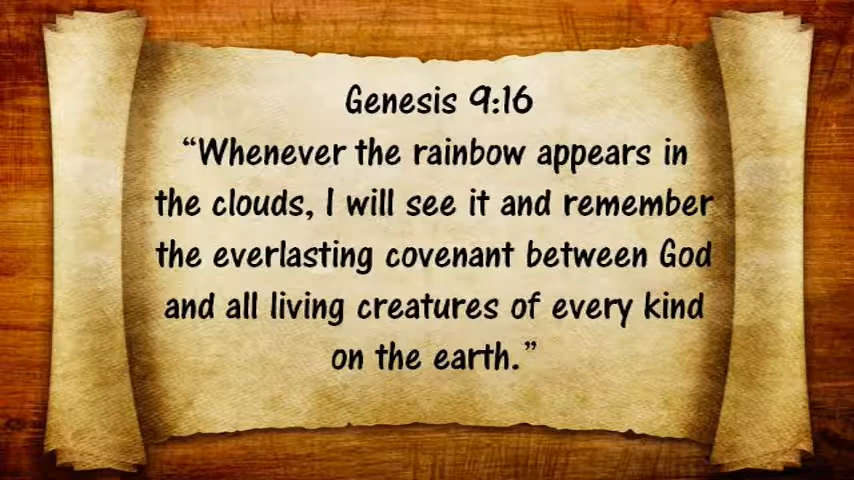 Genesis 9:16
“Whenever the rainbow appears in
the clouds, I will see it and remember
the everlasting covenant between God
and all living creatures of every kind
on the earth.”